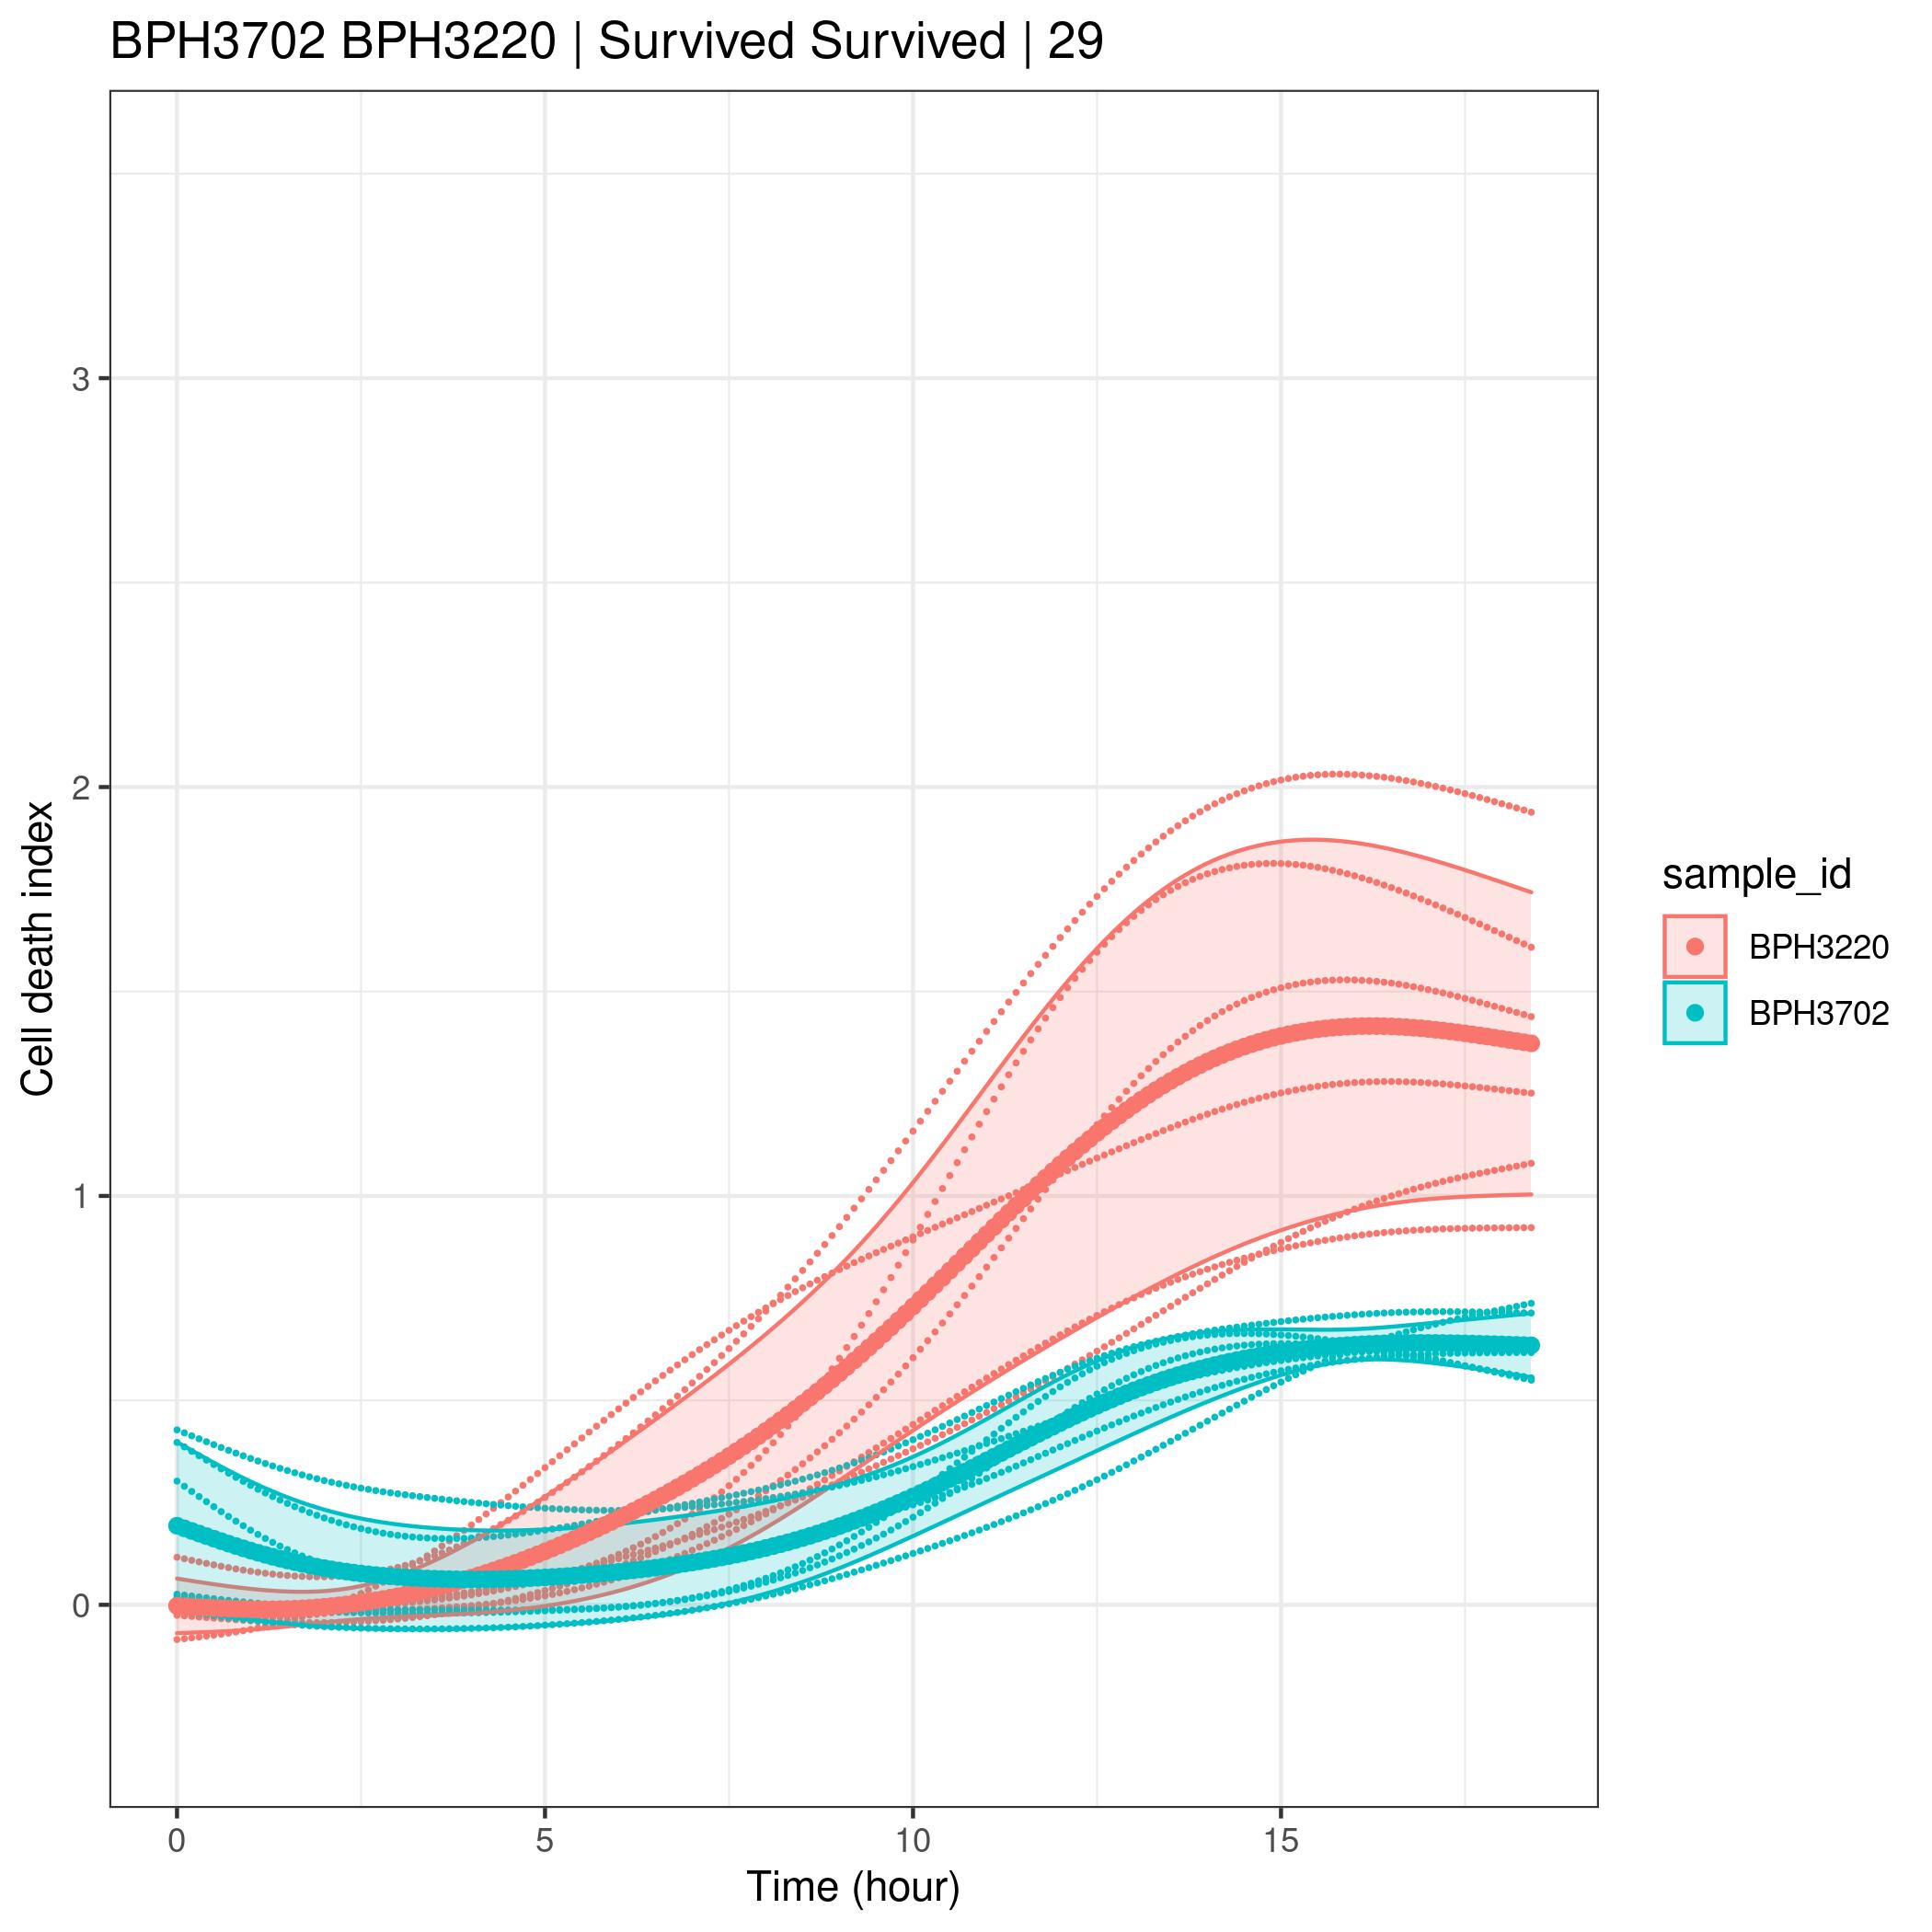 BPH3702 BPH3220 | Survived Survived | 29
3
2
1
0
Cell death index
0 5 10 15
Time (hour)
sample_id
BPH3220
BPH3702